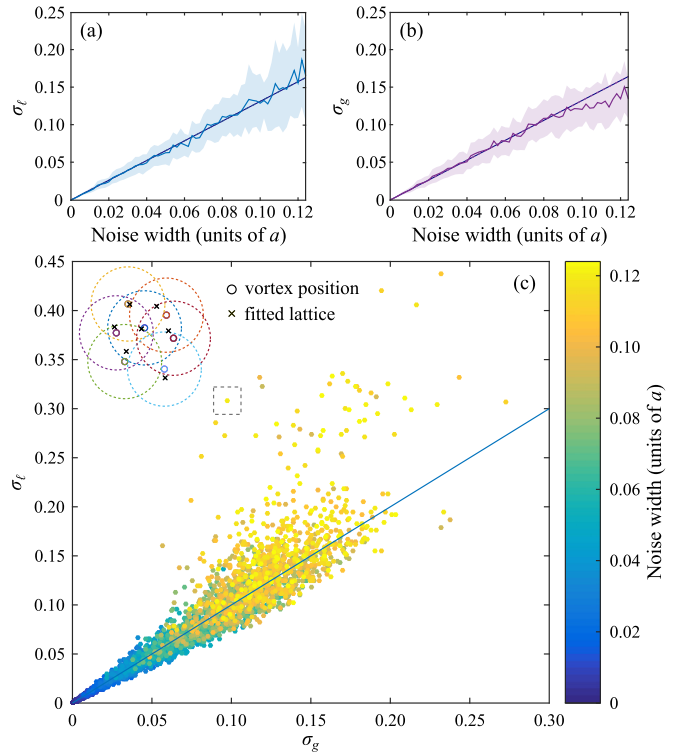 (a)
(b)
0.25
0.20
0.15
0.10
0.05
0
σℓ
0 0.02 0.04 0.06 0.08 0.10 0.12
Noise width (units of a)
0.25
0.20
0.15
0.10
0.05
0
σg
0 0.02 0.04 0.06 0.08 0.10 0.12
Noise width (units of a)
(c)
vortex position
fitted lattice
0.45
0.40
0.35
0.30
0.25
0.20
0.15
0.10
0.05
0
σℓ
0 0.05 0.10 0.15 0.20 0.25 0.30
σg
0.12
0.10
0.08
0.06
0.04
0.02
0
Noise width (units of a)